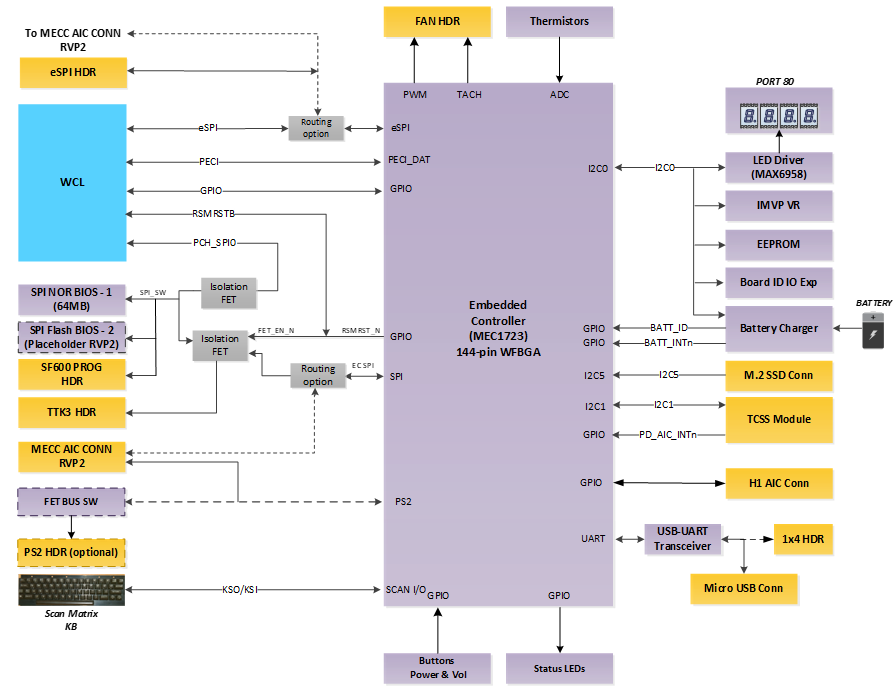 FAN HDR
Thermistors
To MECC AIC CONN
RVP2
eSPI HDR
PWM
TACH
ADC
PORT 80
Routing
option
eSPI
eSPI
WCL
PECI
PECI_DAT
GPIO
GPIO
RSMRSTB
PCH_SPI0
I2C0
I2C0
LED Driver
(MAX6958)
IMVP VR
EEPROM
Board ID IO Exp
Battery Charger
BATTERY
Isolation
FET
SPI NOR BIOS - 1
(64MB)
SPI_SW
SPI Flash BIOS - 2
(Placeholder RVP2)
Isolation
FET
FET_EN_N
RSMRST_N
GPIO
Embedded
Controller
(MEC1723)
144-pin WFBGA
GPIO
BATT_ID
GPIO
BATT_INTn
SF600 PROG
HDR
Routing
option
EC SPI
SPI
I2C5
I2C5
M.2 SSD Conn
TTK3 HDR
I2C1
I2C1
TCSS Module
GPIO
PD_AIC_INTn
MECC AIC CONN
RVP2
GPIO
H1 AIC Conn
FET BUS SW
PS2
PS2 HDR (optional)
UART
USB-UART
Transceiver
1x4 HDR
Micro USB Conn
KSO/KSI
SCAN I/O
GPIO
GPIO
Scan Matrix
KB
Buttons
Power & Vol
Status LEDs